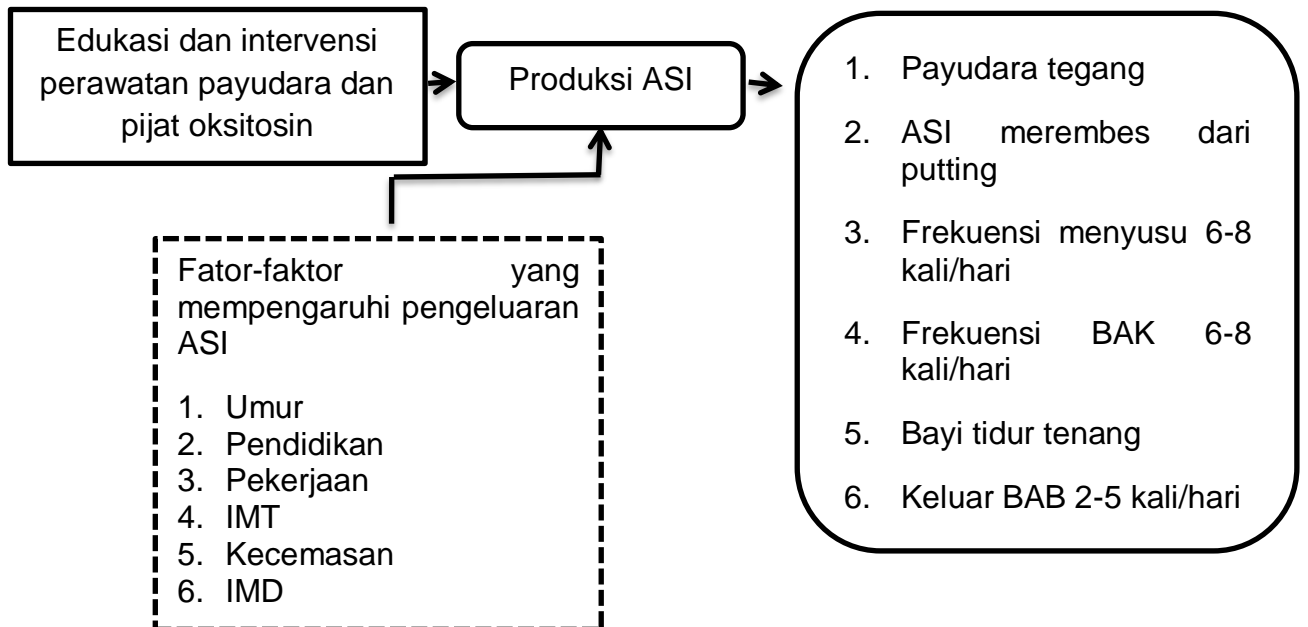 Edukasi dan intervensi
perawatan payudara dan
pijat oksitosin
Produksi ASI
1. Payudara tegang
2. ASI merembes dari
putting
3. Frekuensi menyusu 6-8
kali/hari
4. Frekuensi BAK 6-8
kali/hari
5. Bayi tidur tenang
6. Keluar BAB 2-5 kali/hari
Fator-faktor yang
mempengaruhi pengeluaran
ASI
1. Umur
2. Pendidikan
3. Pekerjaan
4. IMT
5. Kecemasan
6. IMD